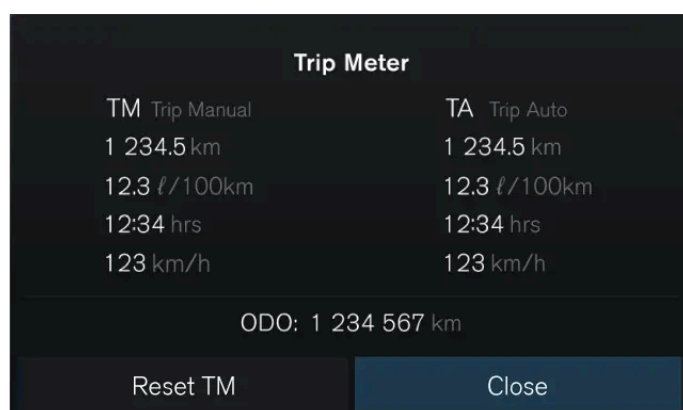 Trip Meter
TM Trip Manual
1 234.5 km
12.3 ℓ/100km
12:34 hrs
123 km/h
TA Trip Auto
1 234.5 km
12.3 ℓ/100km
12:34 hrs
123 km/h
ODO: 1 234 567 km
Reset TM
Close